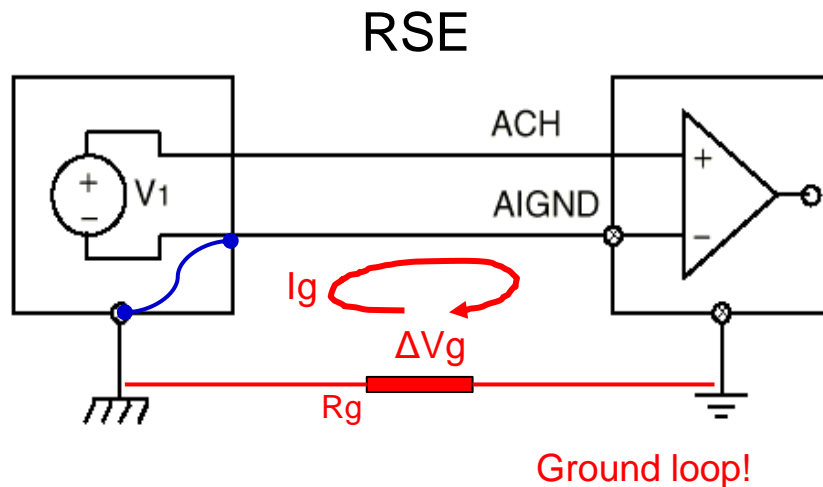 RSE
ACH
+
+
V1
−
AIGND
−
Ig
ΔVg
Rg
Ground loop!